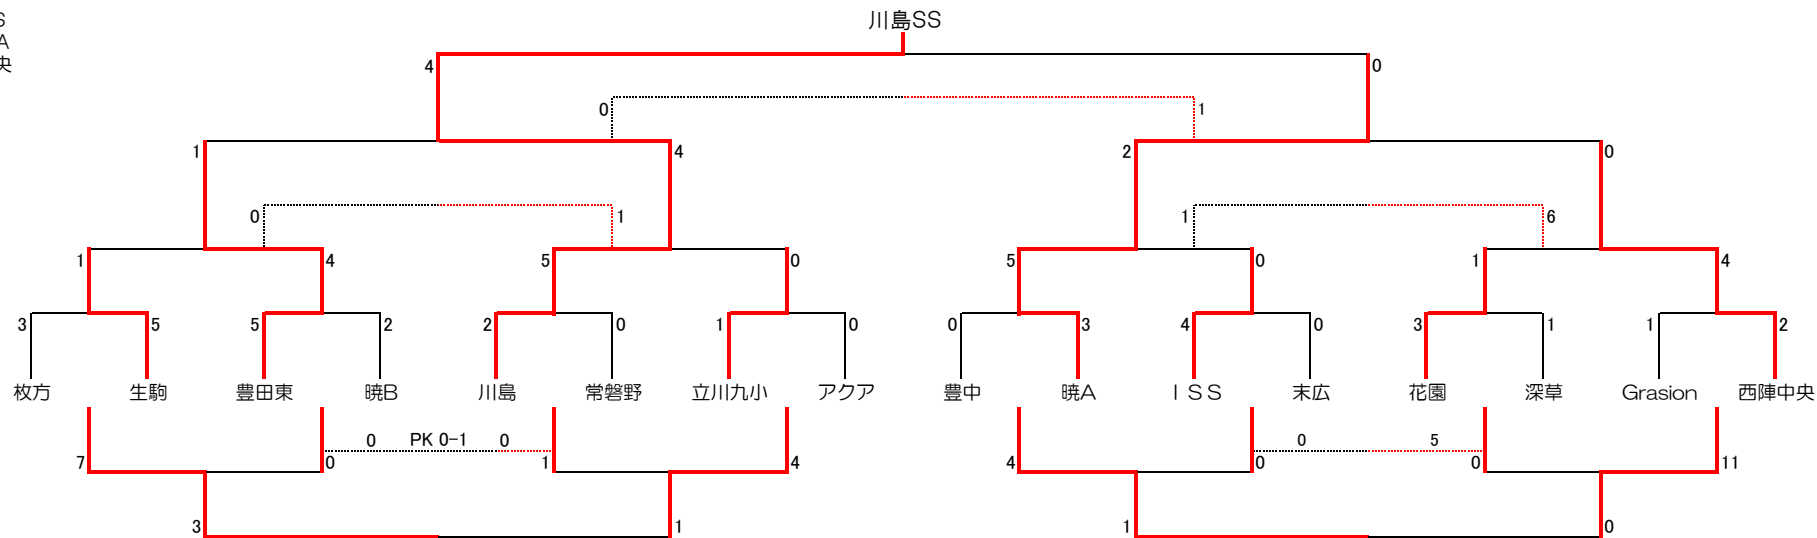 川島SS
S
A
央
4 0
0 1
1 4 2 0
0 1 1 6
1 4 5 0 5 0 1 4
3 5 5 2 2 0 1 0 0 3 4 0 3 1 1 2
枚方 生駒 豊田東 暁B 川島 常磐野 立川九小 アクア 豊中 暁A ISS 末広 花園 深草 Grasion 西陣中央
0 PK 0-1 0 0 5
7 0 1 4 4 0 0 11
3 1 1 0